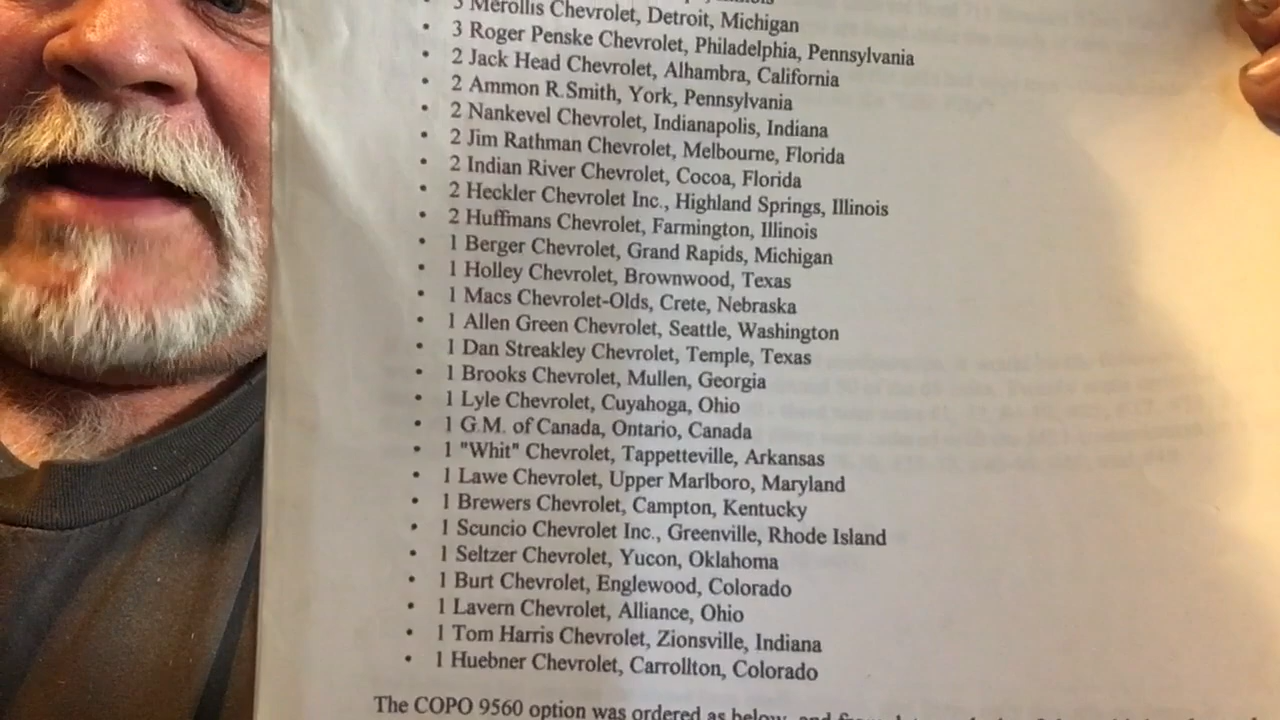 • 3 Merollis Chevrolet, Detroit, Michigan
• 3 Roger Penske Chevrolet, Philadelphia, Pennsylvania
• 2 Jack Head Chevrolet, Alhambra, California
• 2 Ammon R. Smith, York, Pennsylvania
• 2 Nankevel Chevrolet, Indianapolis, Indiana
• 2 Jim Rathman Chevrolet, Melbourne, Florida
• 2 Indian River Chevrolet, Cocoa, Florida
• 2 Heckler Chevrolet Inc., Highland Springs, Illinois
• 2 Huffmans Chevrolet, Farmington, Illinois
• 1 Berger Chevrolet, Grand Rapids, Michigan
• 1 Holley Chevrolet, Brownwood, Texas
• 1 Macs Chevrolet-Olds, Crete, Nebraska
• 1 Allen Green Chevrolet, Seattle, Washington
• 1 Dan Streakley Chevrolet, Temple, Texas
• 1 Brooks Chevrolet, Mullen, Georgia
• 1 Lyle Chevrolet, Cuyahoga, Ohio
• 1 G.M. of Canada, Ontario, Canada
• 1 "Whit" Chevrolet, Tappetteville, Arkansas
• 1 Lawe Chevrolet, Upper Marlboro, Maryland
• 1 Brewers Chevrolet, Campton, Kentucky
• 1 Scuncio Chevrolet Inc., Greenville, Rhode Island
• 1 Seltzer Chevrolet, Yucon, Oklahoma
• 1 Burt Chevrolet, Englewood, Colorado
• 1 Lavern Chevrolet, Alliance, Ohio
• 1 Tom Harris Chevrolet, Zionsville, Indiana
• 1 Huebner Chevrolet, Carrollton, Colorado
The COPO 9560 option was ordered as below, and